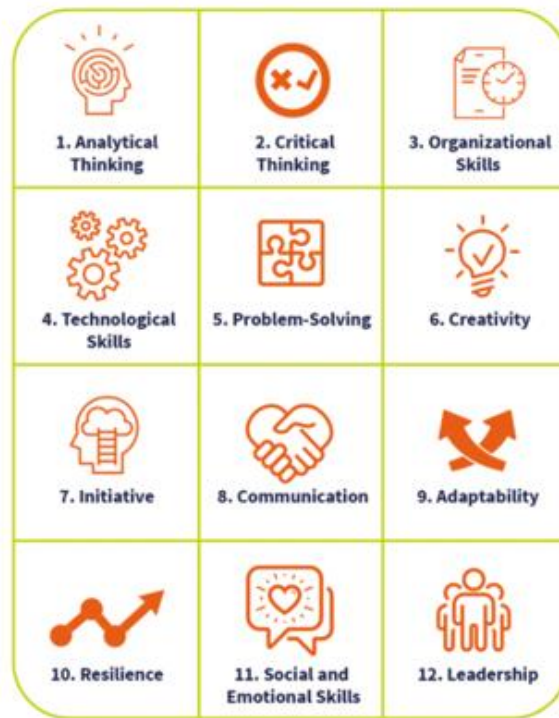 1. Analytical
Thinking
2. Critical
Thinking
3. Organizational
Skills
4. Technological
Skills
5. Problem-Solving
6. Creativity
7. Initiative
8. Communication
9. Adaptability
10. Resilience
11. Social and
Emotional Skills
12. Leadership